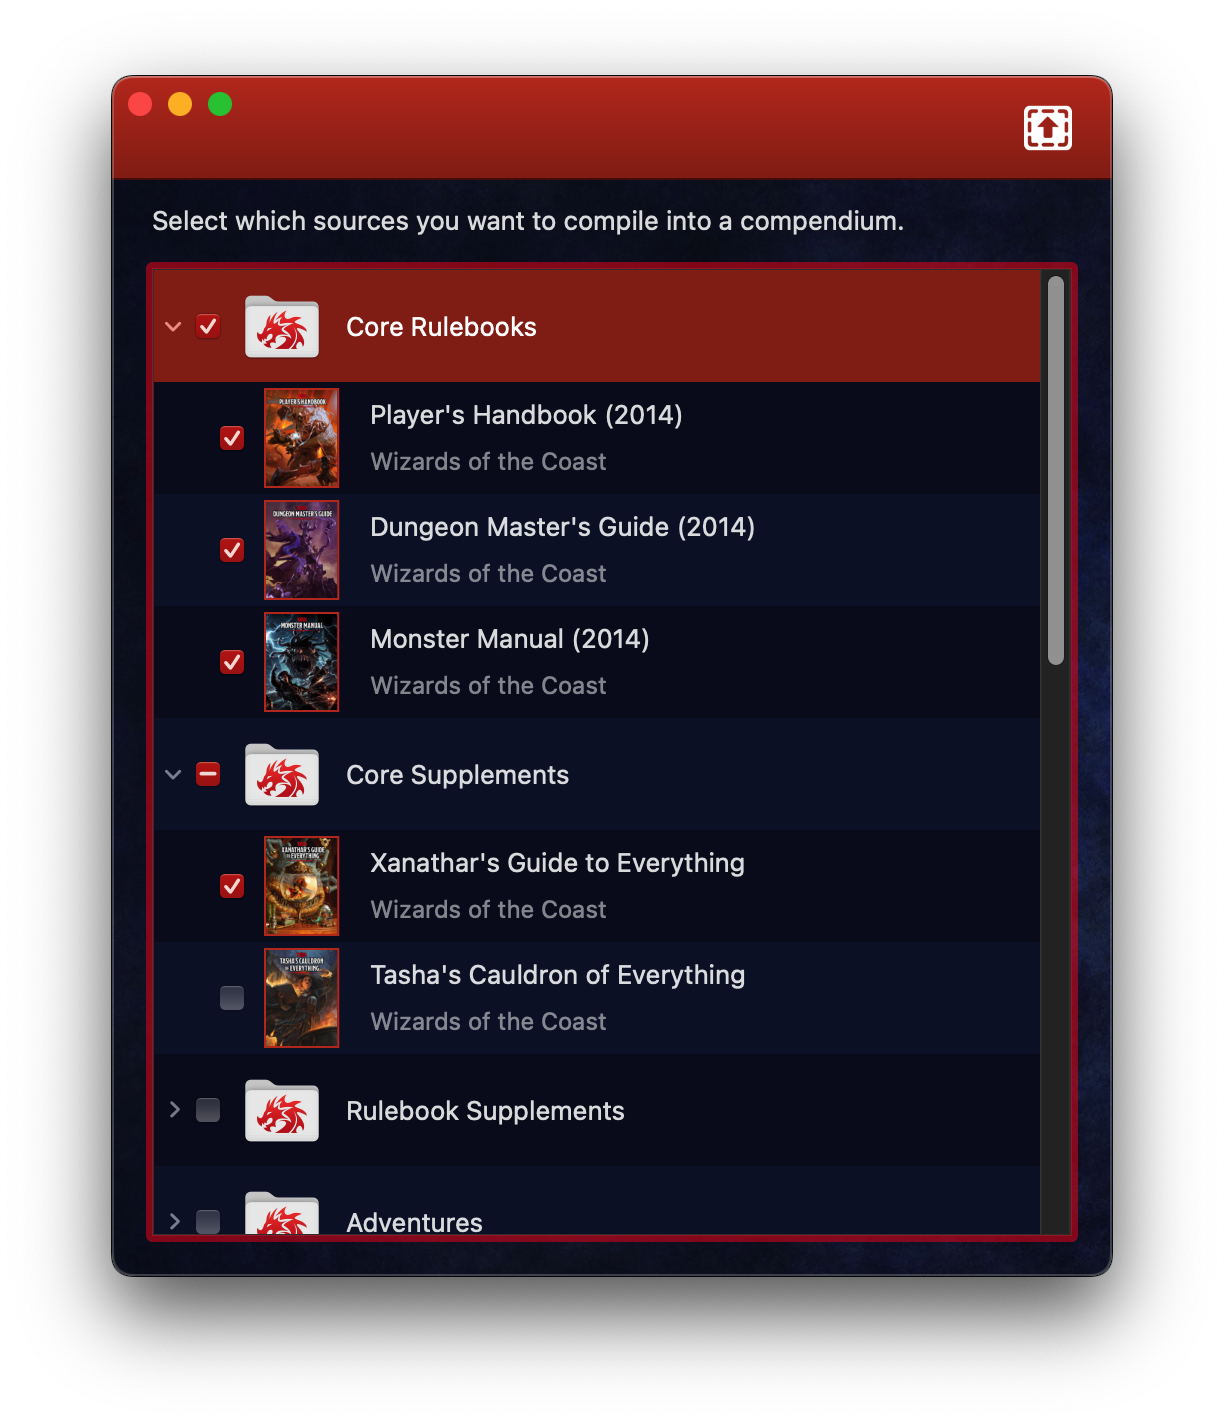 Select which sources you want to compile into a compendium.
Core Rulebooks
PLAYER'S HANDBOOK
Player's Handbook (2014)
Wizards of the Coast
DUNGEON MASTER'S GUIDE
Dungeon Master's Guide (2014)
Wizards of the Coast
MONSTER MANUAL
Monster Manual (2014)
Wizards of the Coast
Core Supplements
XANATHAR'S GUIDE
TO EVERYTHING
Xanathar's Guide to Everything
Wizards of the Coast
TASHA'S CAULDRON
OF EVERYTHING
Tasha's Cauldron of Everything
Wizards of the Coast
Rulebook Supplements
Adventures